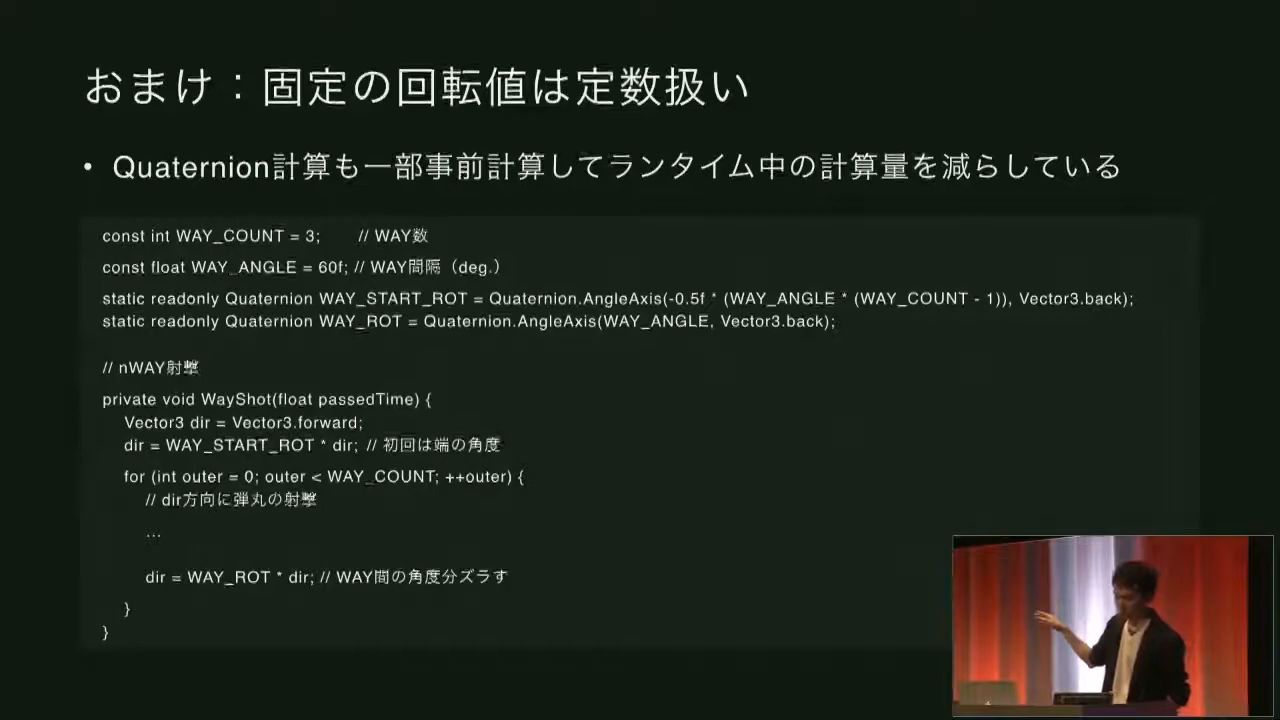 おまけ：固定の回転値は定数扱い
• Quaternion計算も一部事前計算してランタイム中の計算量を減らしている
const int WAY_COUNT = 3; // WAY数
const float WAY_ANGLE = 60f; // WAY間隔（deg.）
static readonly Quaternion WAY_START_ROT = Quaternion.AngleAxis(-0.5f * (WAY_ANGLE * (WAY_COUNT - 1)), Vector3.back);
static readonly Quaternion WAY_ROT = Quaternion.AngleAxis(WAY_ANGLE, Vector3.back);
// nWAY射撃
private void WayShot(float passedTime) {
Vector3 dir = Vector3.forward;
dir = WAY_START_ROT * dir; // 初回は端の角度
for (int outer = 0; outer < WAY_COUNT; ++outer) {
// dir方向に弾丸の射撃
...
dir = WAY_ROT * dir; // WAY間の角度分ズラす
}
}